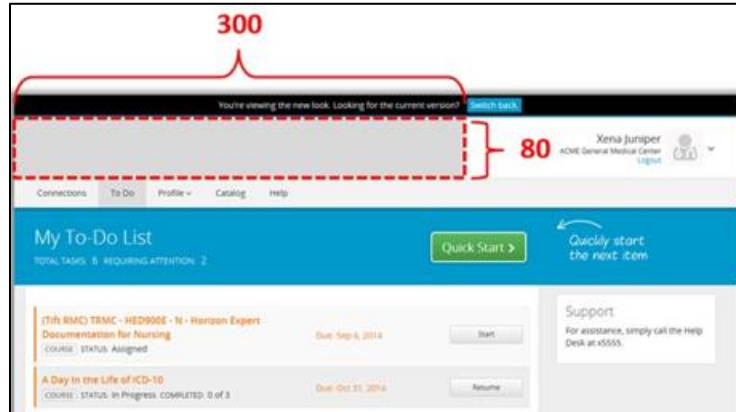 300
You're viewing the new look. Looking for the current version? Switch back
80
Xena Juniper
ACME General Medical Center
Logout
Connections To Do Profile Catalog Help
My To-Do List
TOTAL TASKS: 6 REQUIRING ATTENTION: 2
Quick Start >
Quickly start
the next item
(Tift RMC) TRMC - HED900E - N - Horizon Expert
Documentation for Nursing
COURSE STATUS: Assigned
Due: Sep 6, 2014
Start
A Day In the Life of ICD-10
COURSE STATUS: In Progress COMPLETED: 0 of 3
Due: Oct 31, 2014
Resume
Support
For assistance, simply call the Help
Desk at x5555.